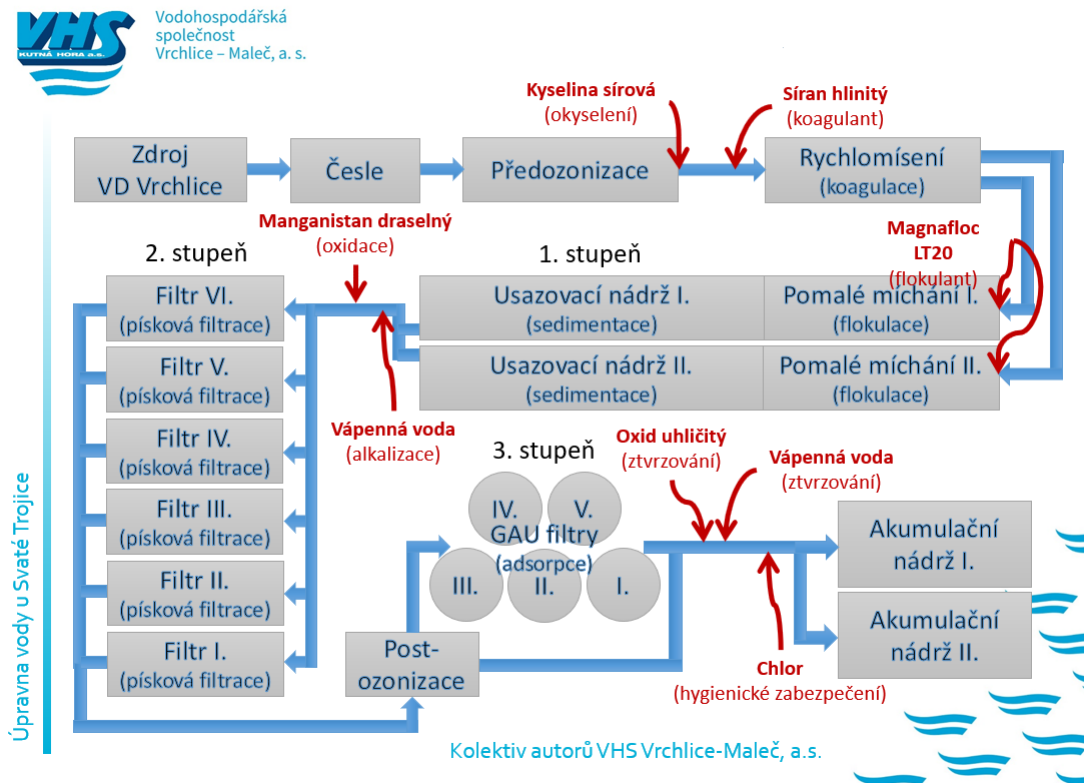 VHS
KUTNÁ HORA a.s.
Vodohospodářská
společnost
Vrchlice – Maleč, a. s.
Kyselina sírová
(okyselení)
Síran hlinitý
(koagulant)
Zdroj
VD Vrchlice
Česle
Předozonizace
Rychlomísení
(koagulace)
Manganistan draselný
(oxidace)
Magnafloc
LT20
(flokulant)
2. stupeň
1. stupeň
Filtr VI.
(písková filtrace)
Usazovací nádrž I.
(sedimentace)
Pomalé míchání I.
(flokulace)
Filtr V.
(písková filtrace)
Usazovací nádrž II.
(sedimentace)
Pomalé míchání II.
(flokulace)
Vápenná voda
(alkalizace)
Filtr IV.
(písková filtrace)
3. stupeň
Oxid uhličitý
(ztvrzování)
Vápenná voda
(ztvrzování)
Filtr III.
(písková filtrace)
IV.
V.
GAU filtry
(adsorpce)
III.
II.
I.
Akumulační
nádrž I.
Filtr II.
(písková filtrace)
Akumulační
nádrž II.
Filtr I.
(písková filtrace)
Post-
ozonizace
Chlor
(hygienické zabezpečení)
Úpravna vody u Svaté Trojice
Kolektiv autorů VHS Vrchlice-Maleč, a.s.